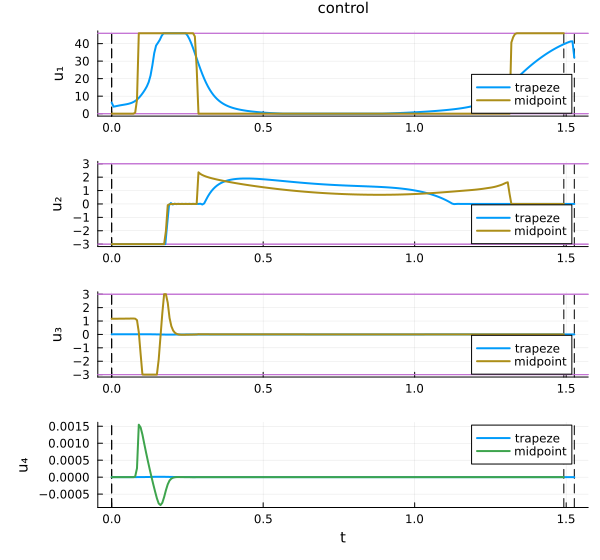 control
40
30
20
10
0
u₁
trapeze
midpoint
0.0 0.5 1.0 1.5
3
2
1
0
−1
−2
−3
u₂
trapeze
midpoint
0.0 0.5 1.0 1.5
3
2
1
0
−1
−2
−3
u₃
trapeze
midpoint
0.0 0.5 1.0 1.5
0.0015
0.0010
0.0005
0.0000
−0.0005
u₄
trapeze
midpoint
0.0 0.5 1.0 1.5
t